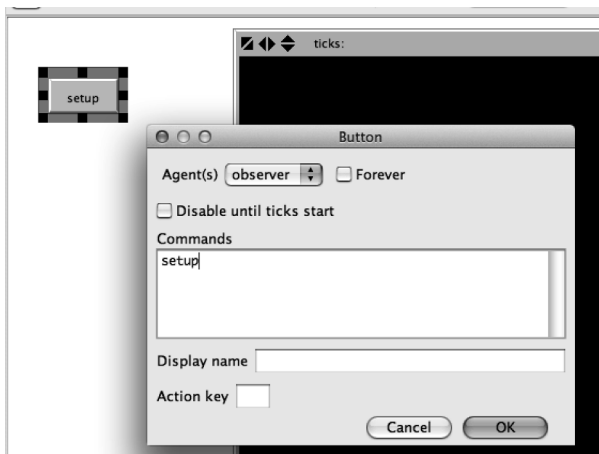 ticks:
setup
Button
Agent(s) observer Forever
Disable until ticks start
Commands
setup
Display name
Action key
Cancel OK